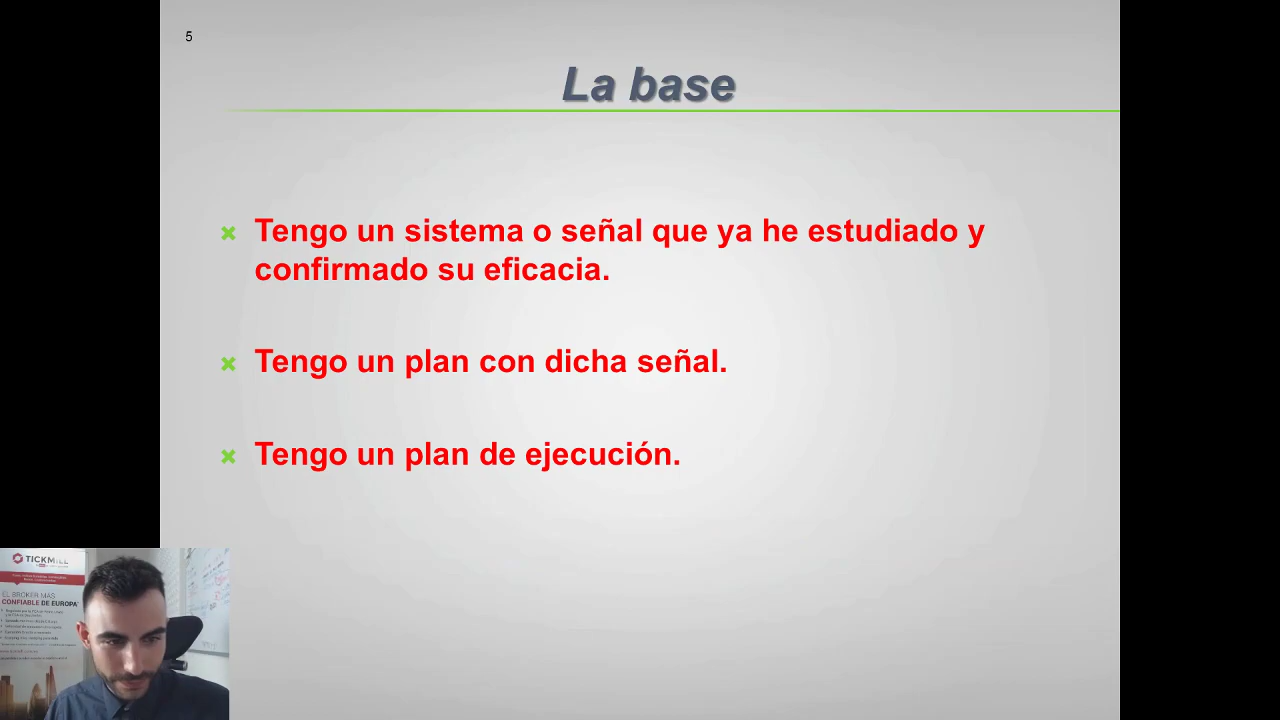 5
La base
Tengo un sistema o señal que ya he estudiado y
confirmado su eficacia.
Tengo un plan con dicha señal.
Tengo un plan de ejecución.
TICKMILL
EL BROKER MÁS
CONFIABLE DE EUROPA*